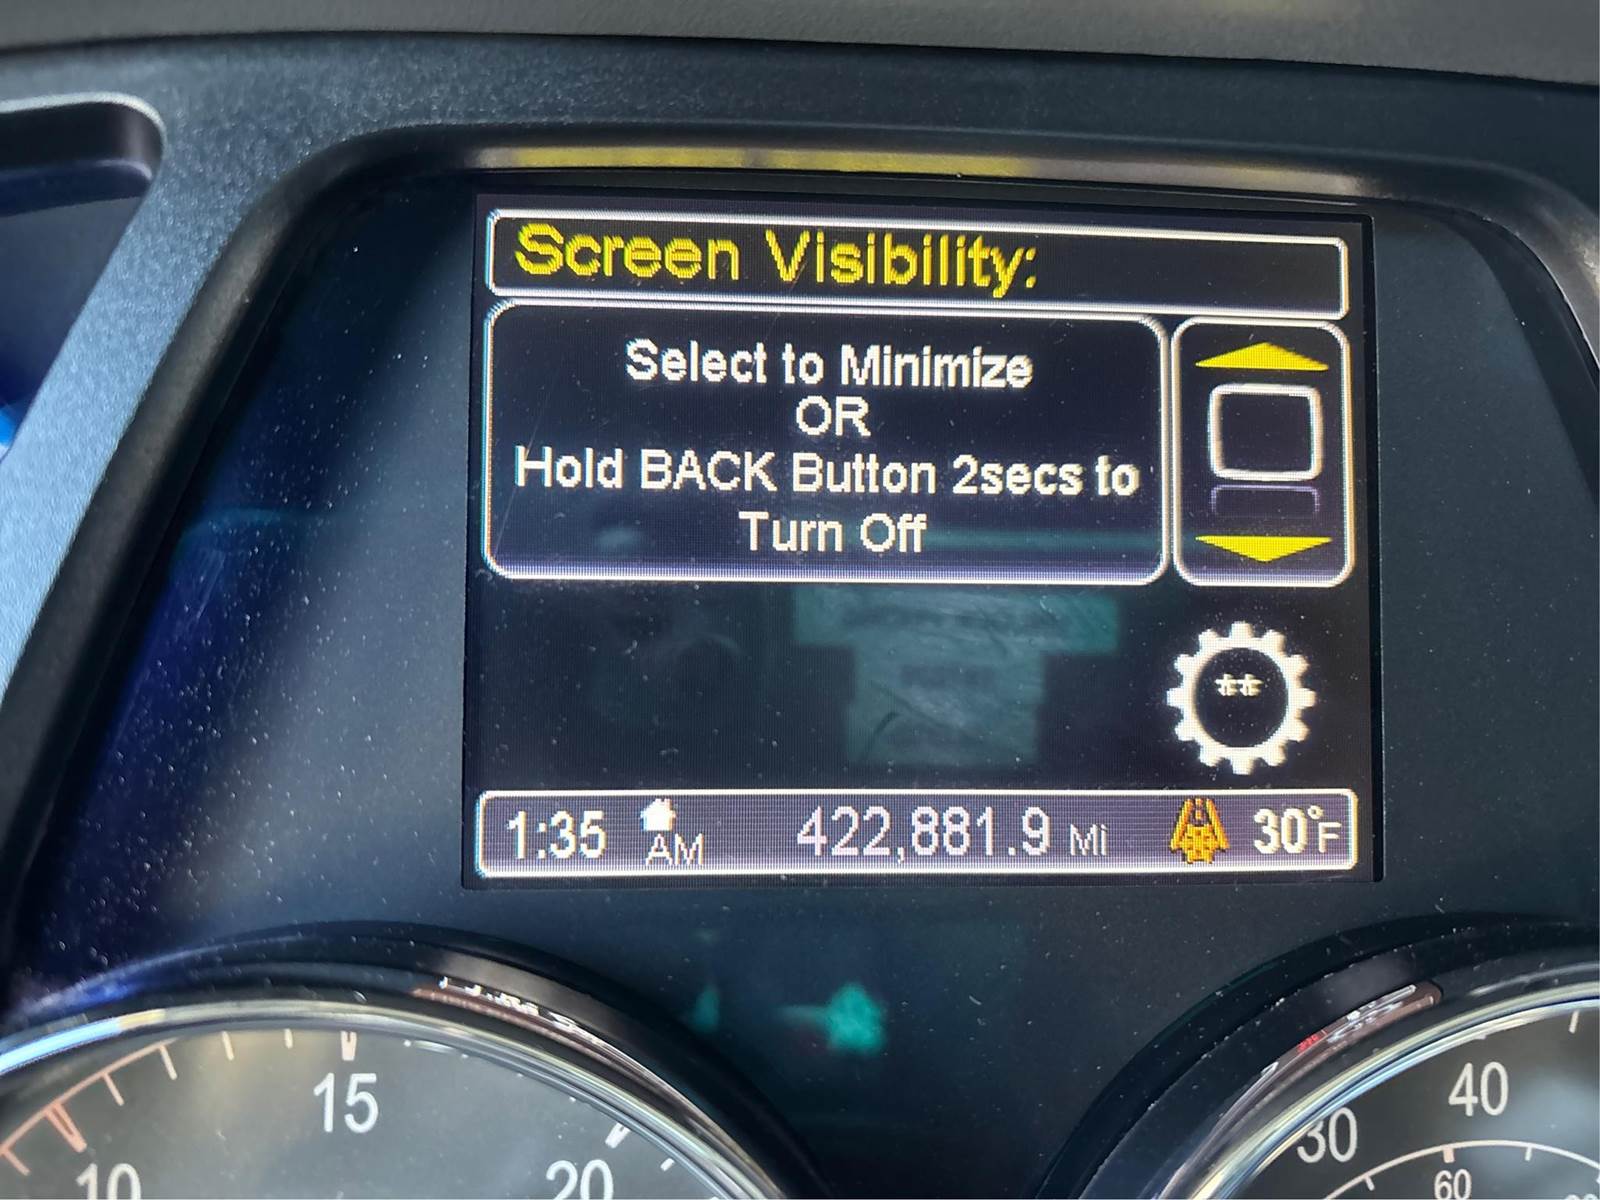 Screen Visibility:
Select to Minimize
OR
Hold BACK Button 2secs to
Turn Off
**
1:35 AM 422,881.9 Mi 30°F
15
10
20
40
30
60